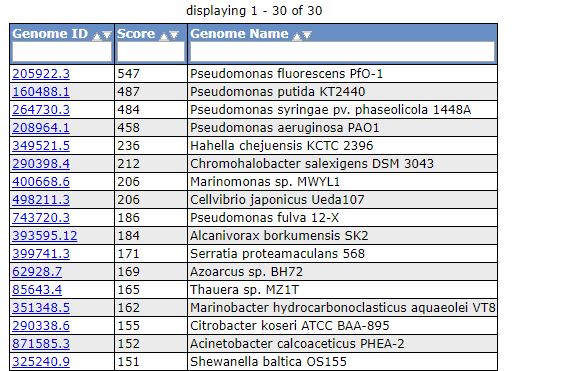 displaying 1 - 30 of 30
Genome ID Score Genome Name
205922.3 547 Pseudomonas fluorescens PfO-1
160488.1 487 Pseudomonas putida KT2440
264730.3 484 Pseudomonas syringae pv. phaseolicola 1448A
208964.1 458 Pseudomonas aeruginosa PAO1
349521.5 236 Hahella chejuensis KCTC 2396
290398.4 212 Chromohalobacter salexigens DSM 3043
400668.6 206 Marinomonas sp. MWYL1
498211.3 206 Cellvibrio japonicus Ueda107
743720.3 186 Pseudomonas fulva 12-X
393595.12 184 Alcanivorax borkumensis SK2
399741.3 171 Serratia proteamaculans 568
62928.7 169 Azoarcus sp. BH72
85643.4 165 Thauera sp. MZ1T
351348.5 162 Marinobacter hydrocarbonoclasticus aquaeolei VT8
290338.6 155 Citrobacter koseri ATCC BAA-895
871585.3 152 Acinetobacter calcoaceticus PHEA-2
325240.9 151 Shewanella baltica OS155